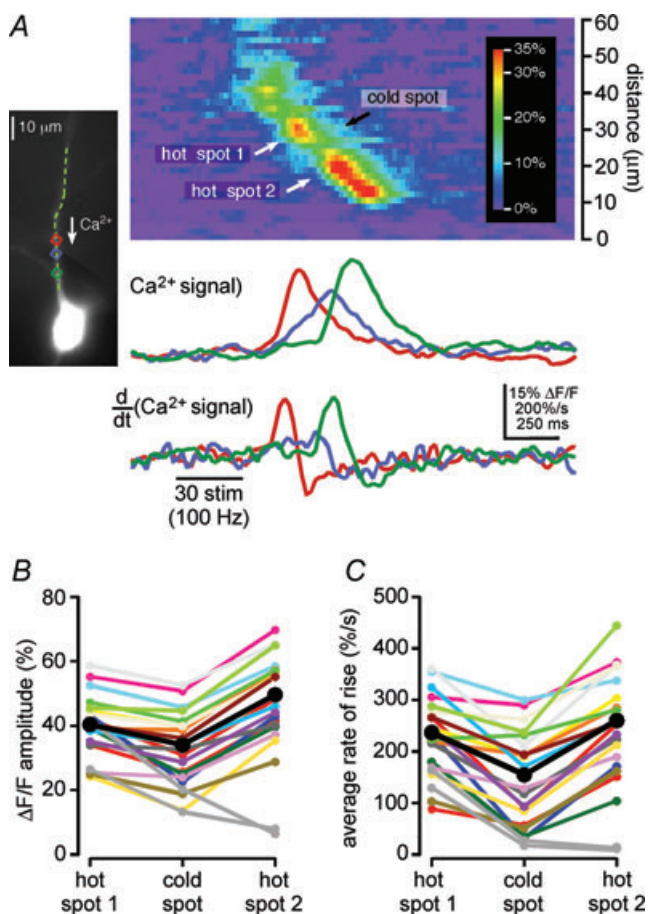 A
10 μm
Ca²⁺
hot spot 1
hot spot 2
cold spot
35%
30%
20%
10%
0%
60
50
40
30
20
10
0
distance (μm)
Ca²⁺ signal)
d/dt (Ca²⁺ signal)
15% ΔF/F
200%/s
250 ms
30 stim
(100 Hz)
B
ΔF/F amplitude (%)
80
60
40
20
0
hot spot 1
cold spot
hot spot 2
C
average rate of rise (%/s)
500
400
300
200
100
0
hot spot 1
cold spot
hot spot 2